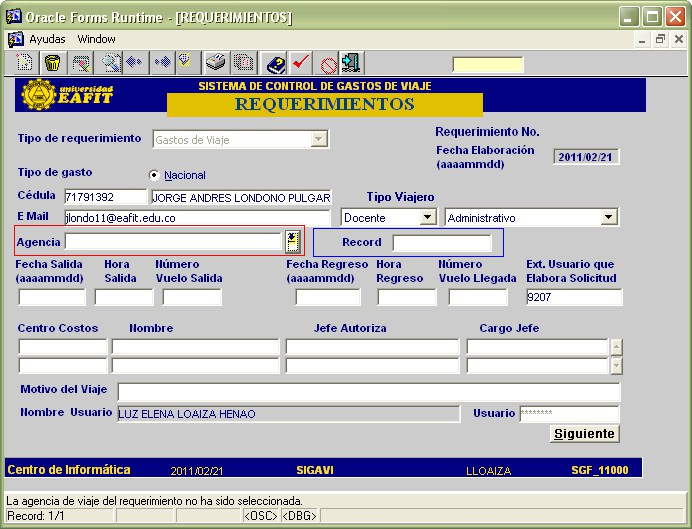 Oracle Forms Runtime - [REQUERIMIENTOS]
Ayudas Window
universidad EAFIT
SISTEMA DE CONTROL DE GASTOS DE VIAJE
REQUERIMIENTOS
Tipo de requerimiento Gastos de Viaje
Requerimiento No.
Fecha Elaboración (aaaammdd) 2011/02/21
Tipo de gasto Nacional
Cédula 71791392 JORGE ANDRES LONDONO PULGAR
Tipo Viajero
E Mail jlondo11@eafit.edu.co Docente Administrativo
Agencia Record
Fecha Salida Hora Número Fecha Regreso Hora Número Ext. Usuario que
(aaaammdd) Salida Vuelo Salida (aaaammdd) Regreso Vuelo Llegada Elabora Solicitud
9207
Centro Costos Nombre Jefe Autoriza Cargo Jefe
Motivo del Viaje
Nombre Usuario LUZ ELENA LOAIZA HENAO Usuario ********
Siguiente
Centro de Informática 2011/02/21 SIGAVI LLOAIZA SGF_11000
La agencia de viaje del requerimiento no ha sido seleccionada.
Record: 1/1 <OSC> <DBG>